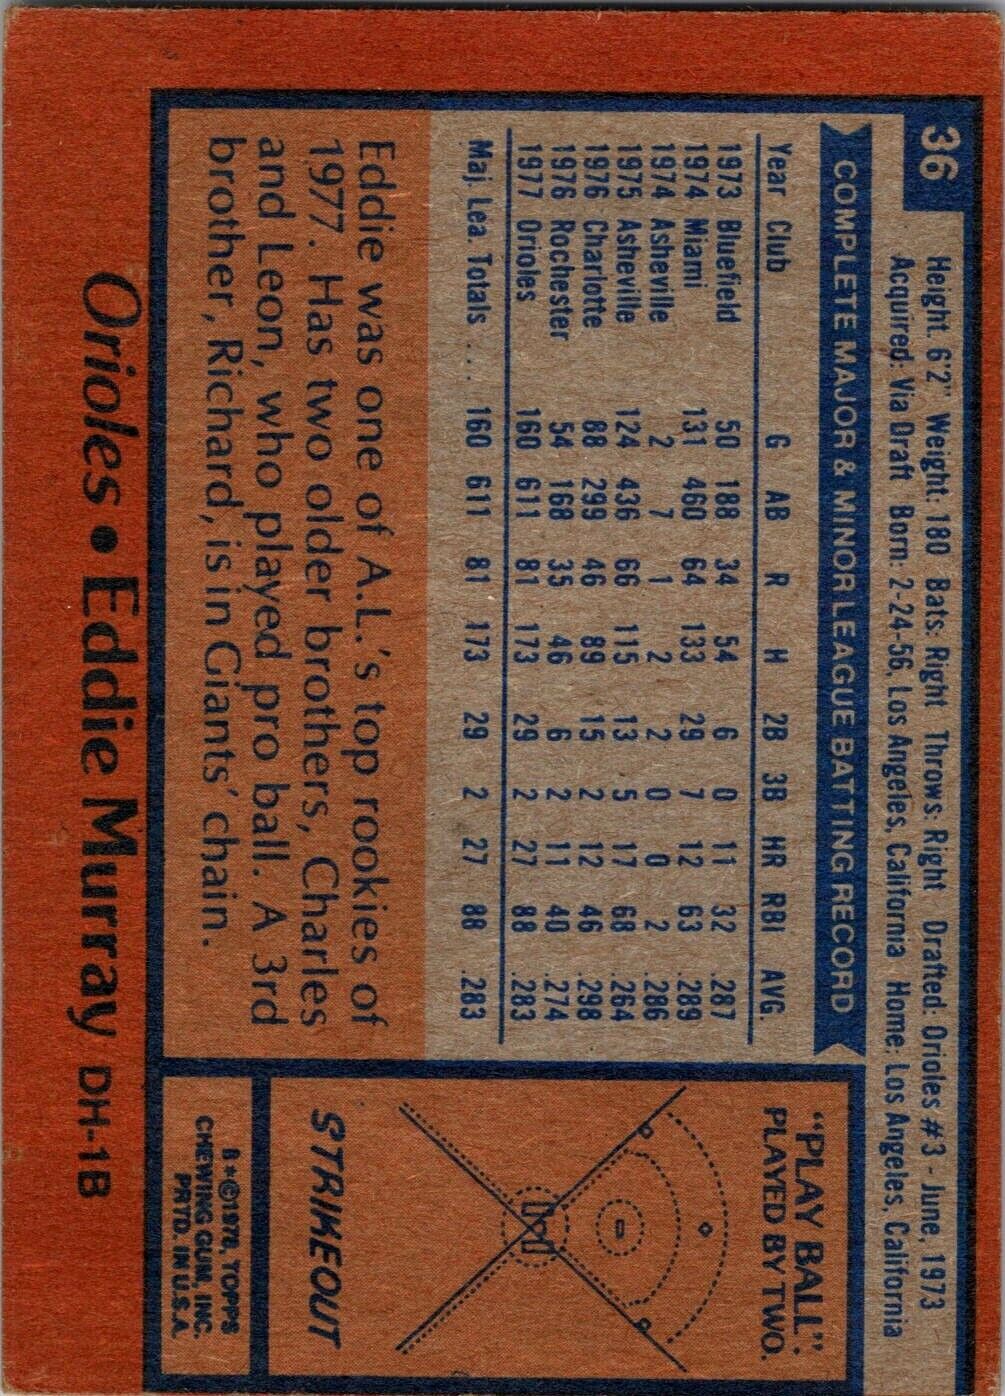 36
Height: 6'2" Weight: 180 Bats: Right Throws: Right Drafted: Orioles #3 - June, 1973
Acquired: Via Draft Born: 2-24-56, Los Angeles, California Home: Los Angeles, California
COMPLETE MAJOR & MINOR LEAGUE BATTING RECORD
Year Club G AB R H 2B 3B HR RBI AVG.
1973 Bluefield 50 188 34 54 6 0 11 32 .287
1974 Miami 131 460 64 133 29 7 12 63 .289
1974 Asheville 2 7 1 2 2 0 0 2 .286
1975 Asheville 124 436 66 115 13 5 17 68 .264
1976 Charlotte 88 299 46 89 15 2 12 46 .298
1976 Rochester 54 168 35 46 6 2 11 40 .274
1977 Orioles 160 611 81 173 29 2 27 88 .283
Maj. Lea. Totals ... 160 611 81 173 29 2 27 88 .283
Eddie was one of A.L.'s top rookies of
1977. Has two older brothers, Charles
and Leon, who played pro ball. A 3rd
brother, Richard, is in Giants' chain.
"PLAY BALL"
PLAYED BY TWO.
STRIKEOUT
B*©1978, TOPPS
CHEWING GUM, INC.
PRTD. IN U.S.A.
Orioles • Eddie Murray DH-1B